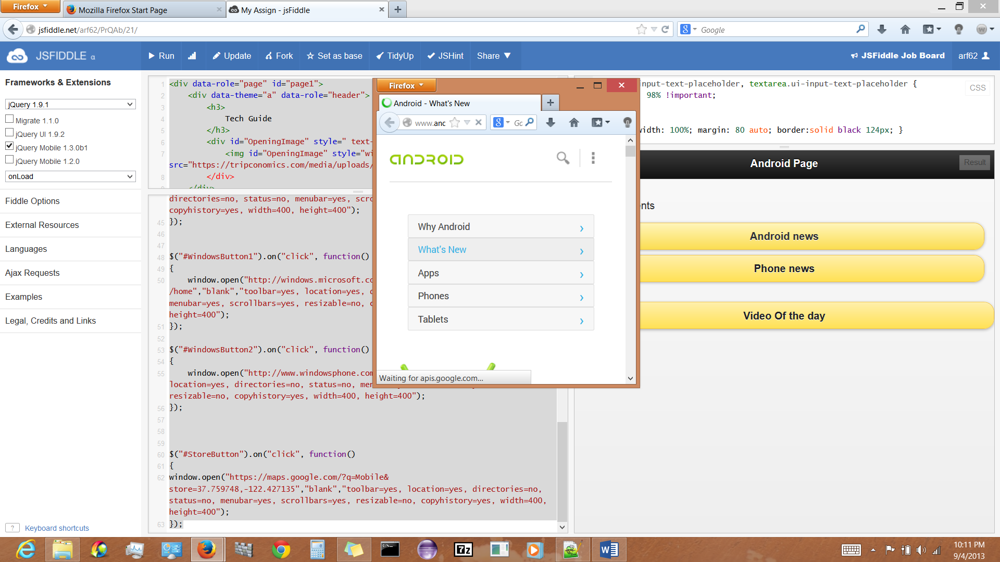 Firefox
Mozilla Firefox Start Page
My Assign - jsFiddle
jsfiddle.net/arf62/PrQAb/21/
Google
JSFIDDLE α
Run
Update
Fork
Set as base
TidyUp
JSHint
Share
JSFiddle Job Board
arf62
Frameworks & Extensions
jQuery 1.9.1
Migrate 1.1.0
jQuery UI 1.9.2
jQuery Mobile 1.3.0b1
jQuery Mobile 1.2.0
onLoad
Fiddle Options
External Resources
Languages
Ajax Requests
Examples
Legal, Credits and Links
? Keyboard shortcuts
1 <div data-role="page" id="page1">
2 <div data-theme="a" data-role="header">
3 <h3>
4 Tech Guide
5 </h3>
6 <div id="OpeningImage" style=" text-
7 <img id="OpeningImage" style="wi
src="https://tripconomics.com/media/uploads/
8 </div>
</div>
directories=no, status=no, menubar=yes, scr
copyhistory=yes, width=400, height=400");
45 });
46
47
48 $("#WindowsButton1").on("click", function()
49 {
50 window.open("http://windows.microsoft.co
/home","blank","toolbar=yes, location=yes, d
menubar=yes, scrollbars=yes, resizable=no, c
height=400");
51 });
52
53 $("#WindowsButton2").on("click", function()
54 {
55 window.open("http://www.windowsphone.com
location=yes, directories=no, status=no, men
resizable=no, copyhistory=yes, width=400, height=400");
56 });
57
58
59
60 $("#StoreButton").on("click", function()
61 {
62 window.open("https://maps.google.com/?q=Mobile&
store=37.759748,-122.427135","blank","toolbar=yes, location=yes, directories=no,
status=no, menubar=yes, scrollbars=yes, resizable=no, copyhistory=yes, width=400,
height=400");
63 });
Firefox
Android - What's New
www.anc
Gc
ANDROID
Why Android
What's New
Apps
Phones
Tablets
Waiting for apis.google.com...
input-text-placeholder, textarea.ui-input-text-placeholder {
98% !important;
width: 100%; margin: 80 auto; border:solid black 124px; }
CSS
Android Page
Result
nts
Android news
Phone news
Video Of the day
10:11 PM
9/4/2013